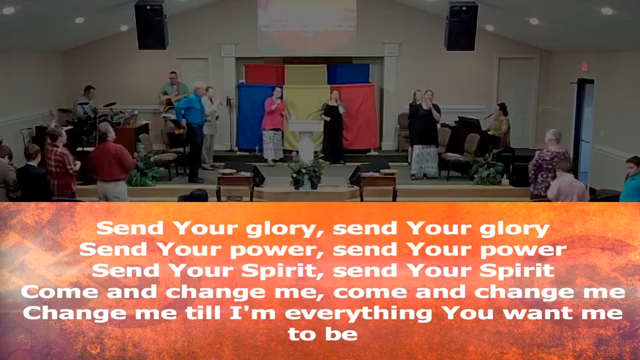 Send Your glory, send Your glory
Send Your power, send Your power
Send Your Spirit, send Your Spirit
Come and change me, come and change me
Change me till I'm everything You want me
to be